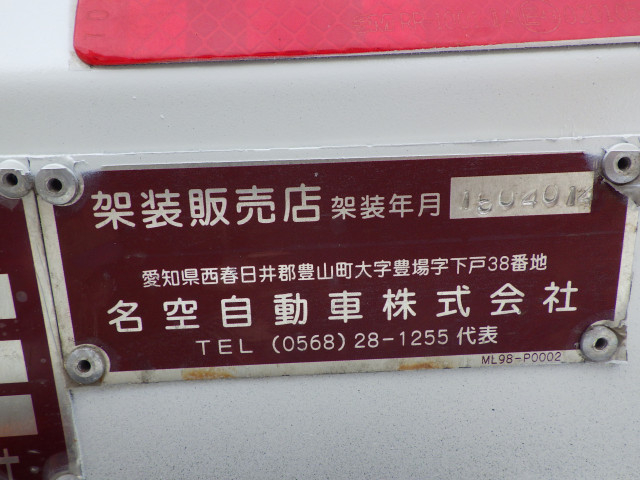 架装販売店 架装年月
愛知県西春日井郡豊山町大字豊場字下戸38番地
名空自動車株式会社
TEL (0568) 28-1255 代表
ML98-P0002